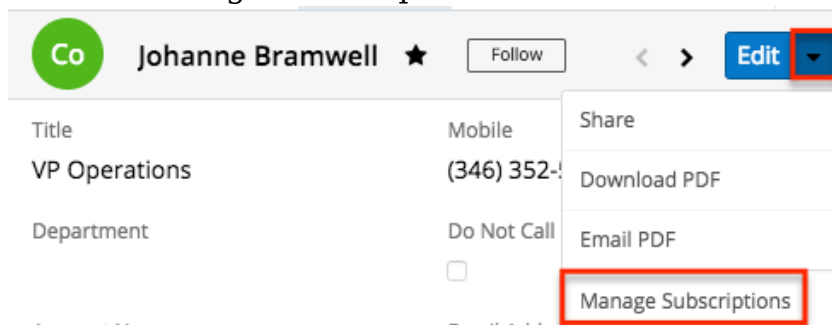 Co Johanne Bramwell Follow Edit
Share
Title Mobile
VP Operations (346) 352-
Download PDF
Department Do Not Call
Email PDF
Manage Subscriptions